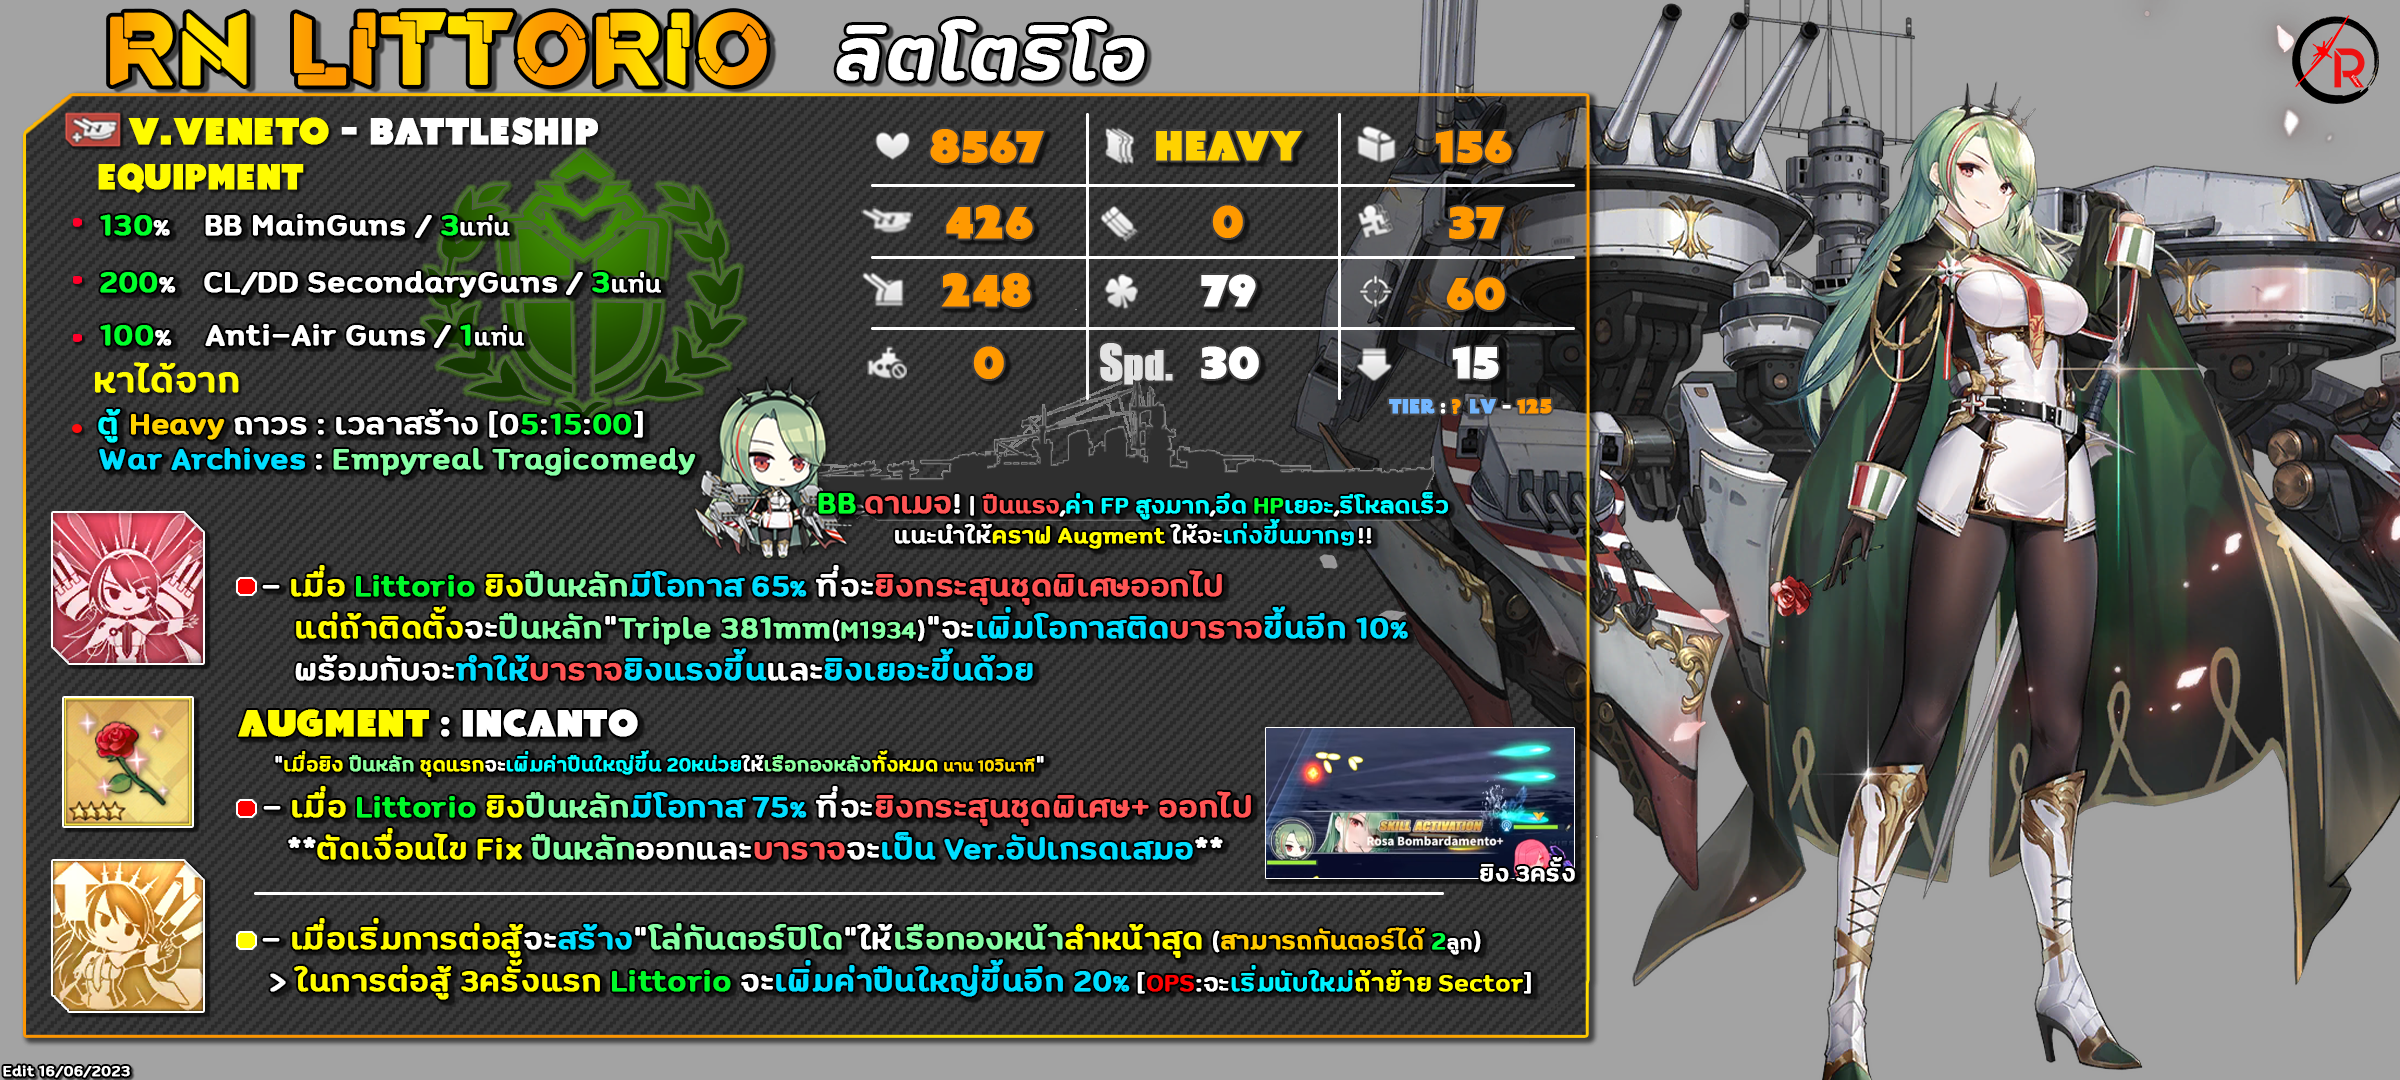 RN LITTORIO ลิตโตริโอ
R
V.VENETO - BATTLESHIP
EQUIPMENT
130% BB MainGuns / 3แท่น
200% CL/DD SecondaryGuns / 3แท่น
100% Anti-Air Guns / 1แท่น
หาได้จาก
ตู้ Heavy ถาวร : เวลาสร้าง [05:15:00]
War Archives : Empyreal Tragicomedy
8567 HEAVY 156
426 0 37
248 79 60
0 Spd. 30 15
TIER : ? LV - 125
BB ดาเมจ! | ปืนแรง,ค่า FP สูงมาก,อึด HPเยอะ,รีโหลดเร็ว
แนะนำให้คราฟ Augment ให้จะเก่งขึ้นมากๆ!!
- เมื่อ Littorio ยิงปืนหลักมีโอกาส 65% ที่จะยิงกระสุนชุดพิเศษออกไป
แต่ถ้าติดตั้งจะปืนหลัก"Triple 381mm(M1934)"จะเพิ่มโอกาสติดบาราจขึ้นอีก 10%
พร้อมกับจะทำให้บาราจยิงแรงขึ้นและยิงเยอะขึ้นด้วย
AUGMENT : INCANTO
"เมื่อยิง ปืนหลัก ชุดแรกจะเพิ่มค่าปืนใหญ่ขึ้น 20หน่วยให้เรือกองหลังทั้งหมด นาน 10วินาที"
- เมื่อ Littorio ยิงปืนหลักมีโอกาส 75% ที่จะยิงกระสุนชุดพิเศษ+ ออกไป
**ตัดเงื่อนไข Fix ปืนหลักออกและบาราจจะเป็น Ver.อัปเกรดเสมอ**
SKILL ACTIVATION
Rosa Bombardamento+
ยิง 3ครั้ง
- เมื่อเริ่มการต่อสู้จะสร้าง"โล่กันตอร์ปิโด"ให้เรือกองหน้าลำหน้าสุด (สามารถกันตอร์ได้ 2ลูก)
> ในการต่อสู้ 3ครั้งแรก Littorio จะเพิ่มค่าปืนใหญ่ขึ้นอีก 20% [OPS:จะเริ่มนับใหม่ถ้าย้าย Sector]
Edit 16/06/2023